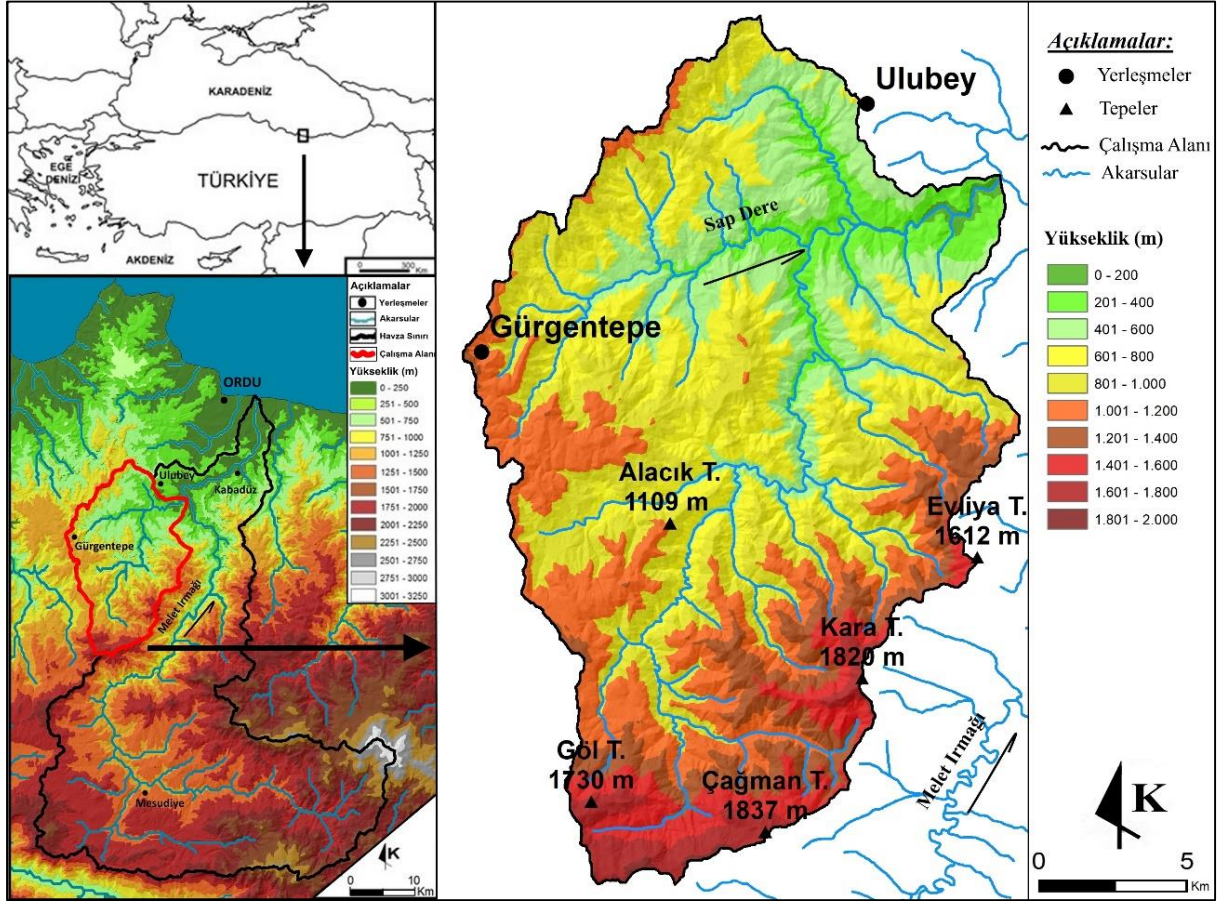 KARADENİZ
EGE
DENİZİ
TÜRKİYE
AKDENİZ
0 300
Km
Açıklamalar
Yerleşmeler
Akarsular
Havza Sınırı
Çalışma Alanı
Yükseklik (m)
0 - 250
251 - 500
501 - 750
751 - 1000
1001 - 1250
1251 - 1500
1501 - 1750
1751 - 2000
2001 - 2250
2251 - 2500
2501 - 2750
2751 - 3000
3001 - 3250
ORDU
Ulubey
Kabadüz
Gürgentepe
Melet Irmağı
Mesudiye
K
0 10
Km
Ulubey
Sap Dere
Gürgentepe
Alacık T.
1109 m
Evliya T.
1612 m
Kara T.
1820 m
Göl T.
1730 m
Çağman T.
1837 m
Melet Irmağı
Açıklamalar:
Yerleşmeler
Tepeler
Çalışma Alanı
Akarsular
Yükseklik (m)
0 - 200
201 - 400
401 - 600
601 - 800
801 - 1.000
1.001 - 1.200
1.201 - 1.400
1.401 - 1.600
1.601 - 1.800
1.801 - 2.000
K
0 5
Km